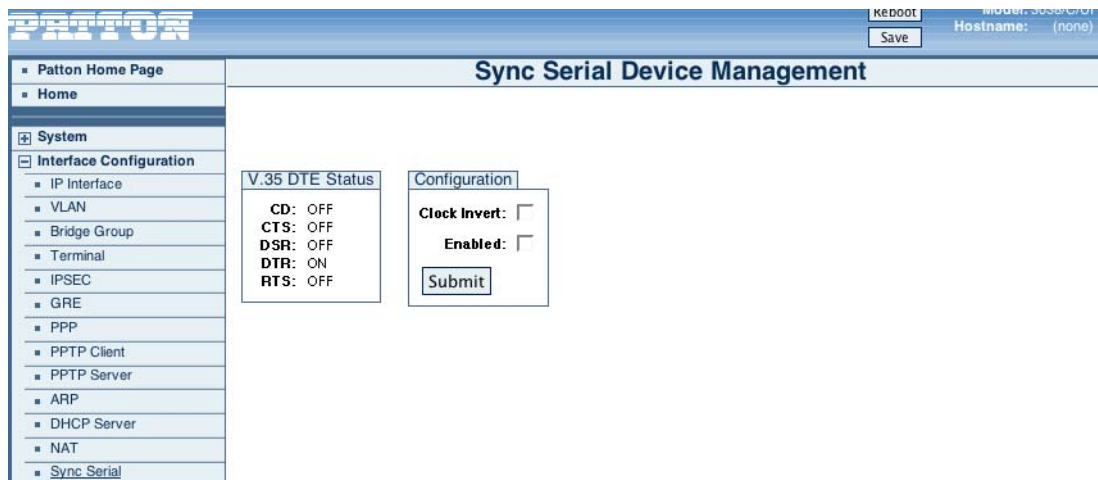 PATTON
Reboot
Save
Hostname: (none)
Patton Home Page
Home
System
Interface Configuration
IP Interface
VLAN
Bridge Group
Terminal
IPSEC
GRE
PPP
PPTP Client
PPTP Server
ARP
DHCP Server
NAT
Sync Serial
Sync Serial Device Management
V.35 DTE Status
CD: OFF
CTS: OFF
DSR: OFF
DTR: ON
RTS: OFF
Configuration
Clock Invert:
Enabled:
Submit